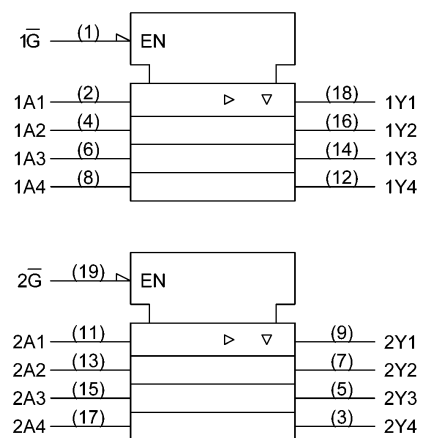 1G̅ (1) EN
1A1 (2) (18) 1Y1
1A2 (4) (16) 1Y2
1A3 (6) (14) 1Y3
1A4 (8) (12) 1Y4
2G̅ (19) EN
2A1 (11) (9) 2Y1
2A2 (13) (7) 2Y2
2A3 (15) (5) 2Y3
2A4 (17) (3) 2Y4